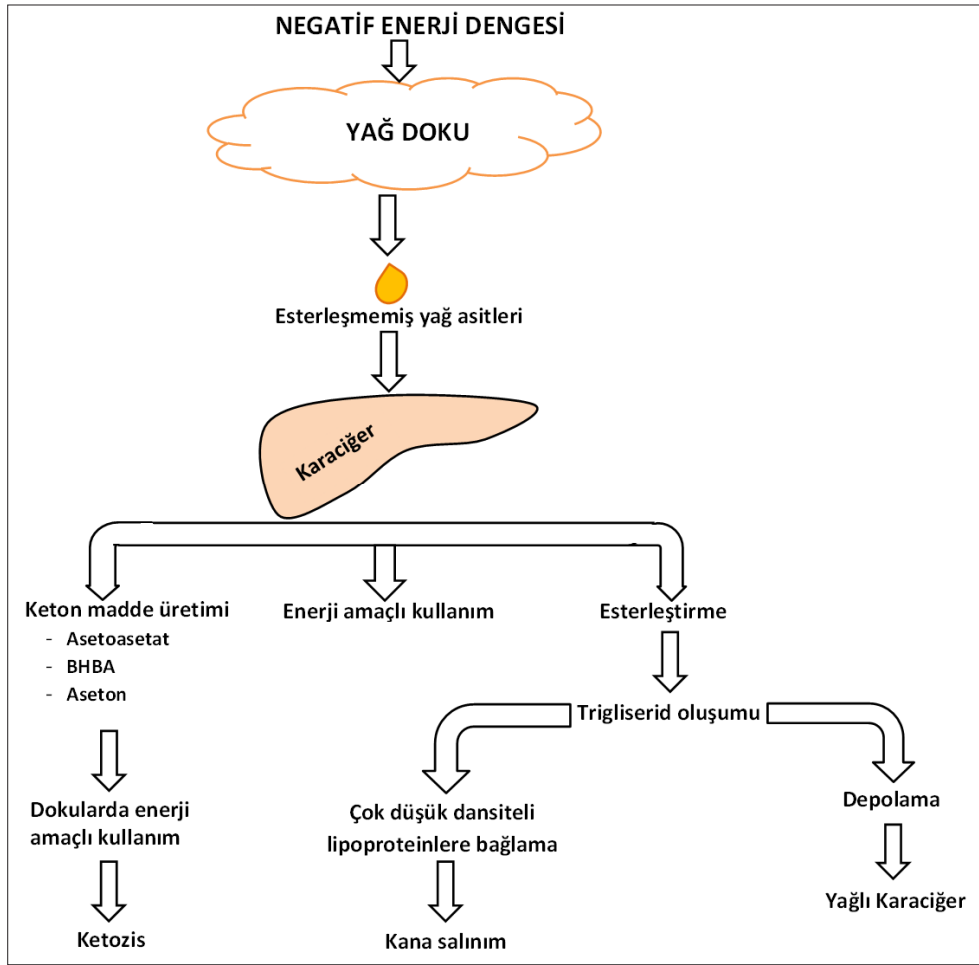 NEGATİF ENERJİ DENGESİ
YAĞ DOKU
Esterleşmemiş yağ asitleri
Karaciğer
Keton madde üretimi
- Asetoasetat
- BHBA
- Aseton
Enerji amaçlı kullanım
Esterleştirme
Trigliserid oluşumu
Dokularda enerji
amaçlı kullanım
Çok düşük dansiteli
lipoproteinlere bağlama
Depolama
Ketozis
Kana salınım
Yağlı Karaciğer